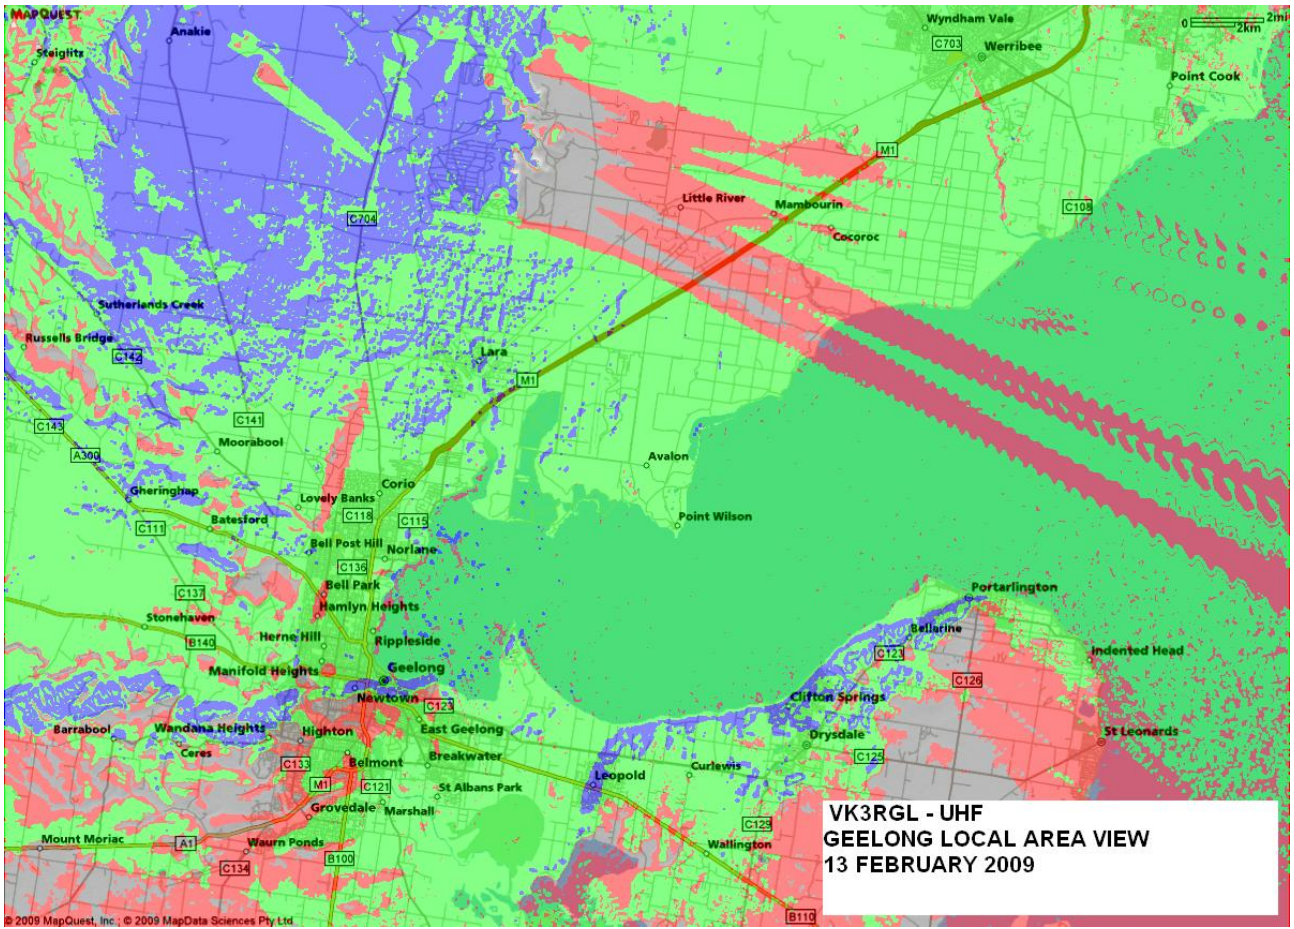 MAPQUEST
Anakie
Steiglitz
Wyndham Vale
C703
Werribee
0 2mi
2km
Point Cook
M1
Little River
Mambourin
C704
C108
Cocoroc
Sutherlands Creek
Russells Bridge
C142
Lara
M1
C141
C143
Moorabool
A300
Avalon
Gheringhap
Corio
Lovely Banks
C118
C115
Point Wilson
C111
Batesford
Bell Post Hill
Norlane
C136
Bell Park
C137
Hamlyn Heights
Portarlington
Stonehaven
B140
Herne Hill
Rippleside
Bellarine
C123
Indented Head
Manifold Heights
Geelong
C126
Newtown
C123
Clifton Springs
Barrabool
Wandana Heights
Highton
East Geelong
Drysdale
St Leonards
Ceres
C133
Belmont
Breakwater
C125
M1
C121
Leopold
Curlewis
St Albans Park
Grovedale
Marshall
VK3RGL - UHF
GEELONG LOCAL AREA VIEW
13 FEBRUARY 2009
C129
Mount Moriac
A1
Waurn Ponds
B100
Wallington
C134
B110
© 2009 MapQuest, Inc.; © 2009 MapData Sciences Pty Ltd